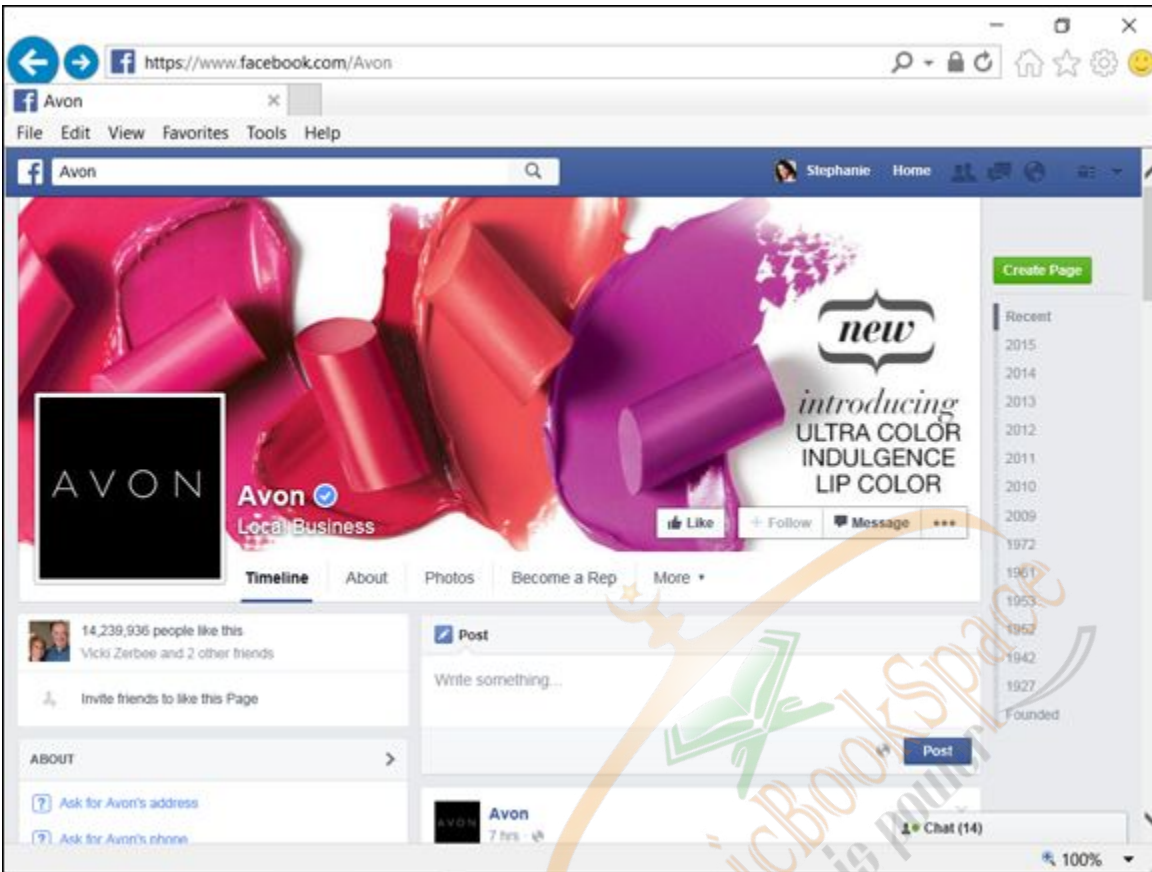 https://www.facebook.com/Avon
Avon
File Edit View Favorites Tools Help
Avon
Stephanie Home
Create Page
Recent
2015
2014
2013
2012
2011
2010
2009
1972
1961
1953
1952
1942
1927
Founded
new
introducing
ULTRA COLOR
INDULGENCE
LIP COLOR
AVON
Avon
Local Business
Like + Follow Message
Timeline About Photos Become a Rep More
14,239,936 people like this
Vicki Zerbee and 2 other friends
Invite friends to like this Page
Post
Write something...
Post
ABOUT
? Ask for Avon's address
? Ask for Avon's phone
AVON
Avon
7 hrs
Chat (14)
100%
icBookSpace
is power